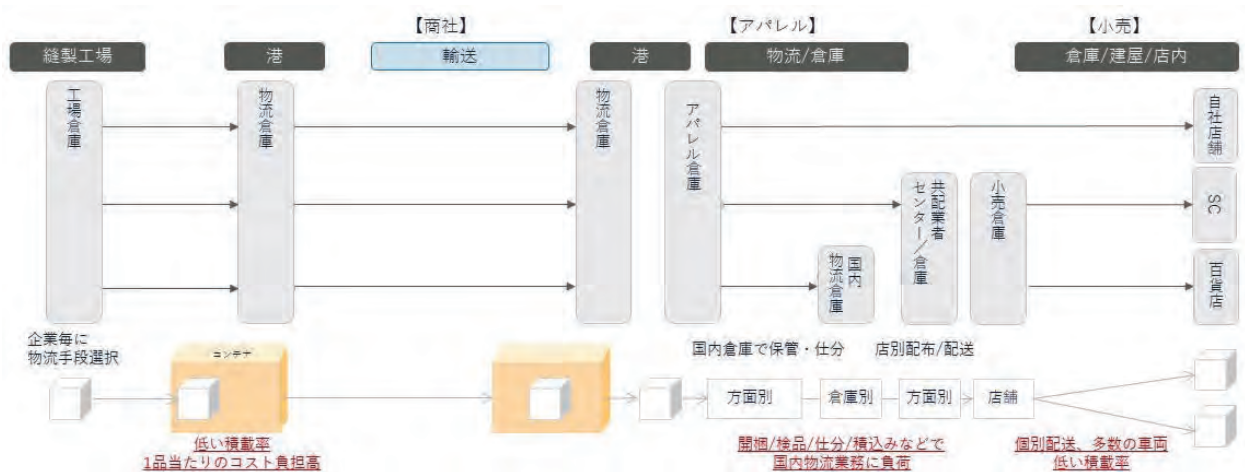 【商社】
【アパレル】
【小売】
縫製工場
港
輸送
港
物流/倉庫
倉庫/建屋/店内
工場倉庫
物流倉庫
物流倉庫
アパレル倉庫
国内
物流倉庫
共配業者
センター/倉庫
小売倉庫
自社店舗
SC
百貨店
企業毎に
物流手段選択
コンテナ
国内倉庫で保管・仕分
店別配布/配送
方面別
倉庫別
方面別
店舗
低い積載率
1品当たりのコスト負担高
開梱/検品/仕分/積込みなどで
国内物流業務に負荷
個別配送、多数の車両
低い積載率